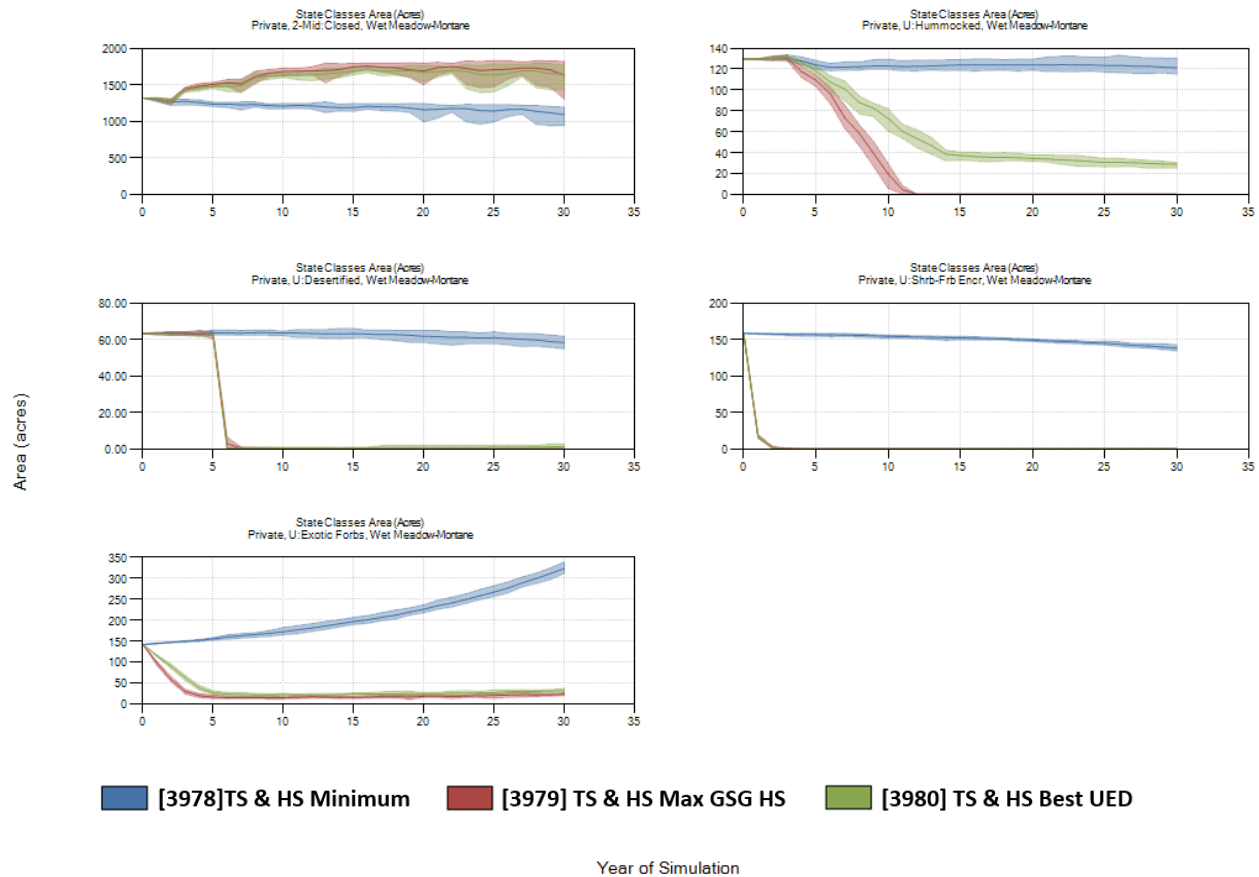 State Classes Area (Acres)
Private, 2-Mid:Closed, Wet Meadow-Montane
2000
1500
1000
500
0
0 5 10 15 20 25 30 35
State Classes Area (Acres)
Private, U:Hummocked, Wet Meadow-Montane
140
120
100
80
60
40
20
0
0 5 10 15 20 25 30 35
State Classes Area (Acres)
Private, U:Desertified, Wet Meadow-Montane
80.00
60.00
40.00
20.00
0.00
0 5 10 15 20 25 30 35
State Classes Area (Acres)
Private, U:Shrb-Frb Encr, Wet Meadow-Montane
200
150
100
50
0
0 5 10 15 20 25 30 35
Area (acres)
State Classes Area (Acres)
Private, U:Exotic Forbs, Wet Meadow-Montane
350
300
250
200
150
100
50
0
0 5 10 15 20 25 30 35
[3978]TS & HS Minimum
[3979] TS & HS Max GSG HS
[3980] TS & HS Best UED
Year of Simulation